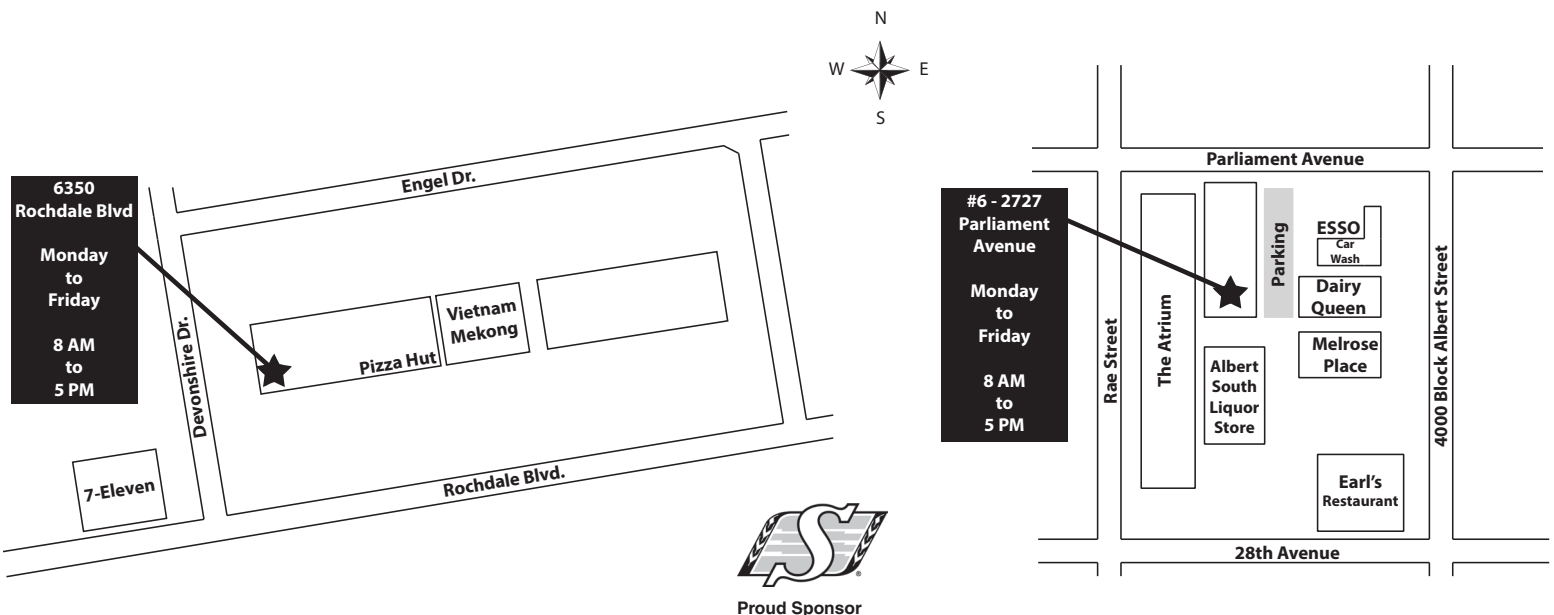 N
W E
S
6350
Rochdale Blvd
Monday
to
Friday
8 AM
to
5 PM
Engel Dr.
Devonshire Dr.
Vietnam
Mekong
Pizza Hut
7-Eleven
Rochdale Blvd.
S
®
Proud Sponsor
#6 - 2727
Parliament
Avenue
Monday
to
Friday
8 AM
to
5 PM
Parliament Avenue
Rae Street
The Atrium
Parking
ESSO
Car
Wash
Dairy
Queen
Melrose
Place
Albert
South
Liquor
Store
4000 Block Albert Street
Earl's
Restaurant
28th Avenue